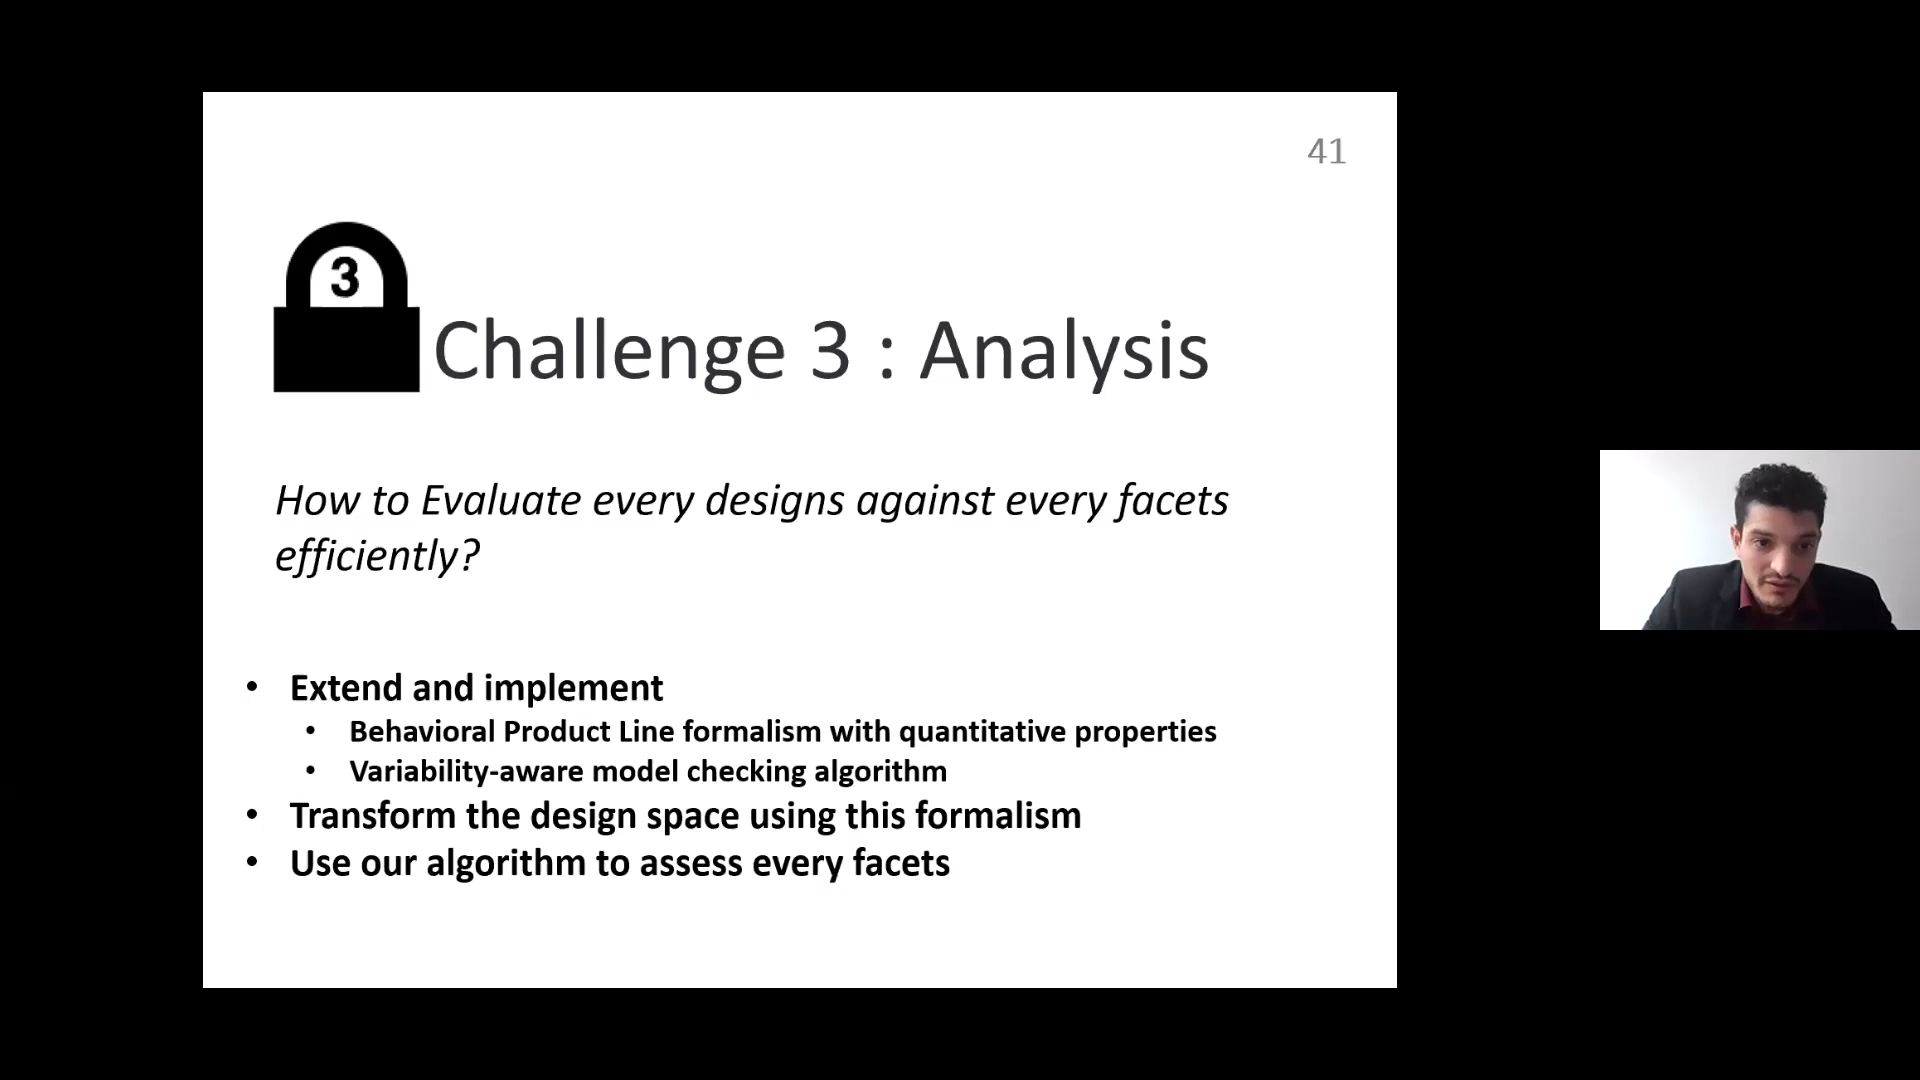 41
3
Challenge 3 : Analysis
How to Evaluate every designs against every facets
efficiently?
• Extend and implement
• Behavioral Product Line formalism with quantitative properties
• Variability-aware model checking algorithm
• Transform the design space using this formalism
• Use our algorithm to assess every facets